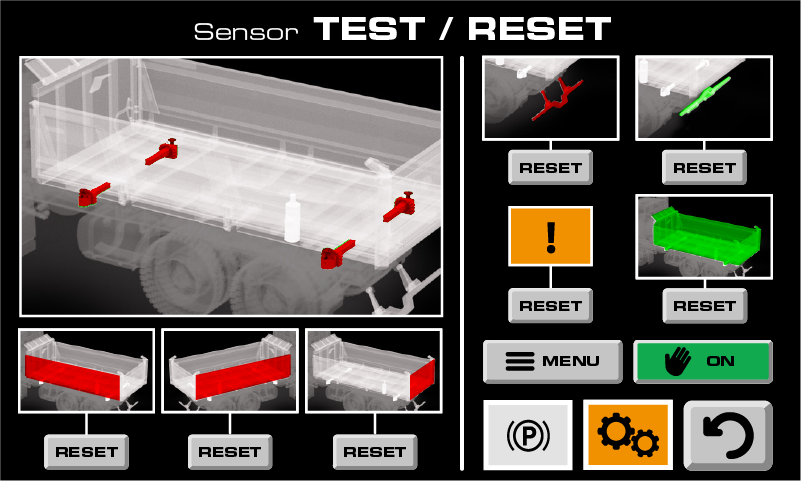 Sensor TEST / RESET
RESET
RESET
!
RESET
RESET
MENU
ON
RESET
RESET
RESET
P